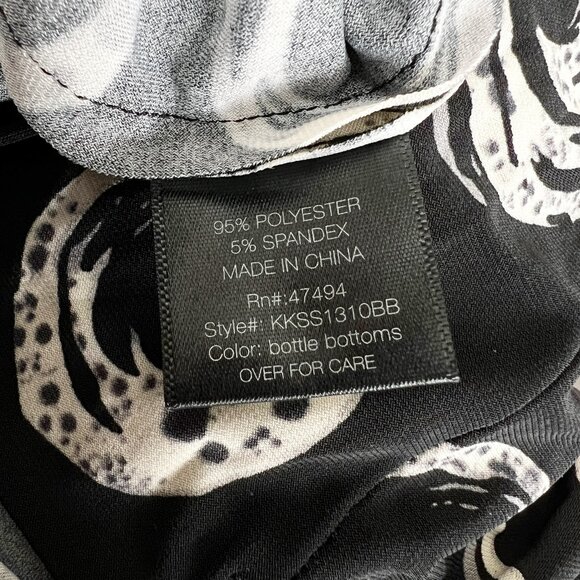 95% POLYESTER
5% SPANDEX
MADE IN CHINA
Rn#:47494
Style#: KKSS1310BB
Color: bottle bottoms
OVER FOR CARE